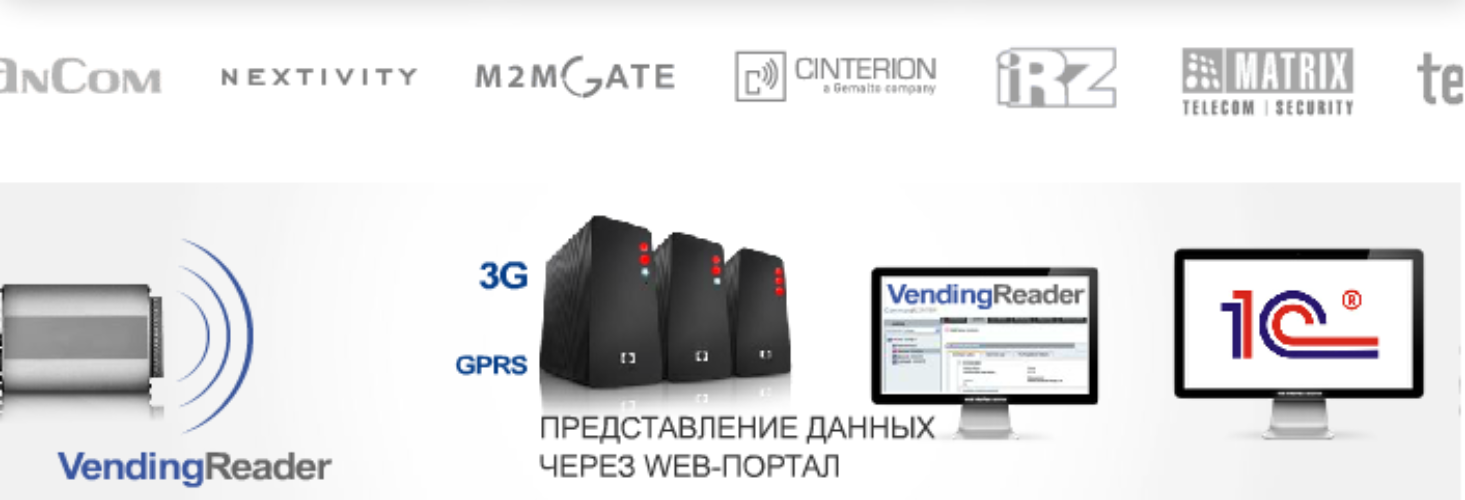 NEXTIVITY
M2MGATE
CINTERION
a Gemalto company
iRZ
MATRIX
TELECOM | SECURITY
te
3G
GPRS
VendingReader
1C®
ПРЕДСТАВЛЕНИЕ ДАННЫХ
ЧЕРЕЗ WEB-ПОРТАЛ
VendingReader